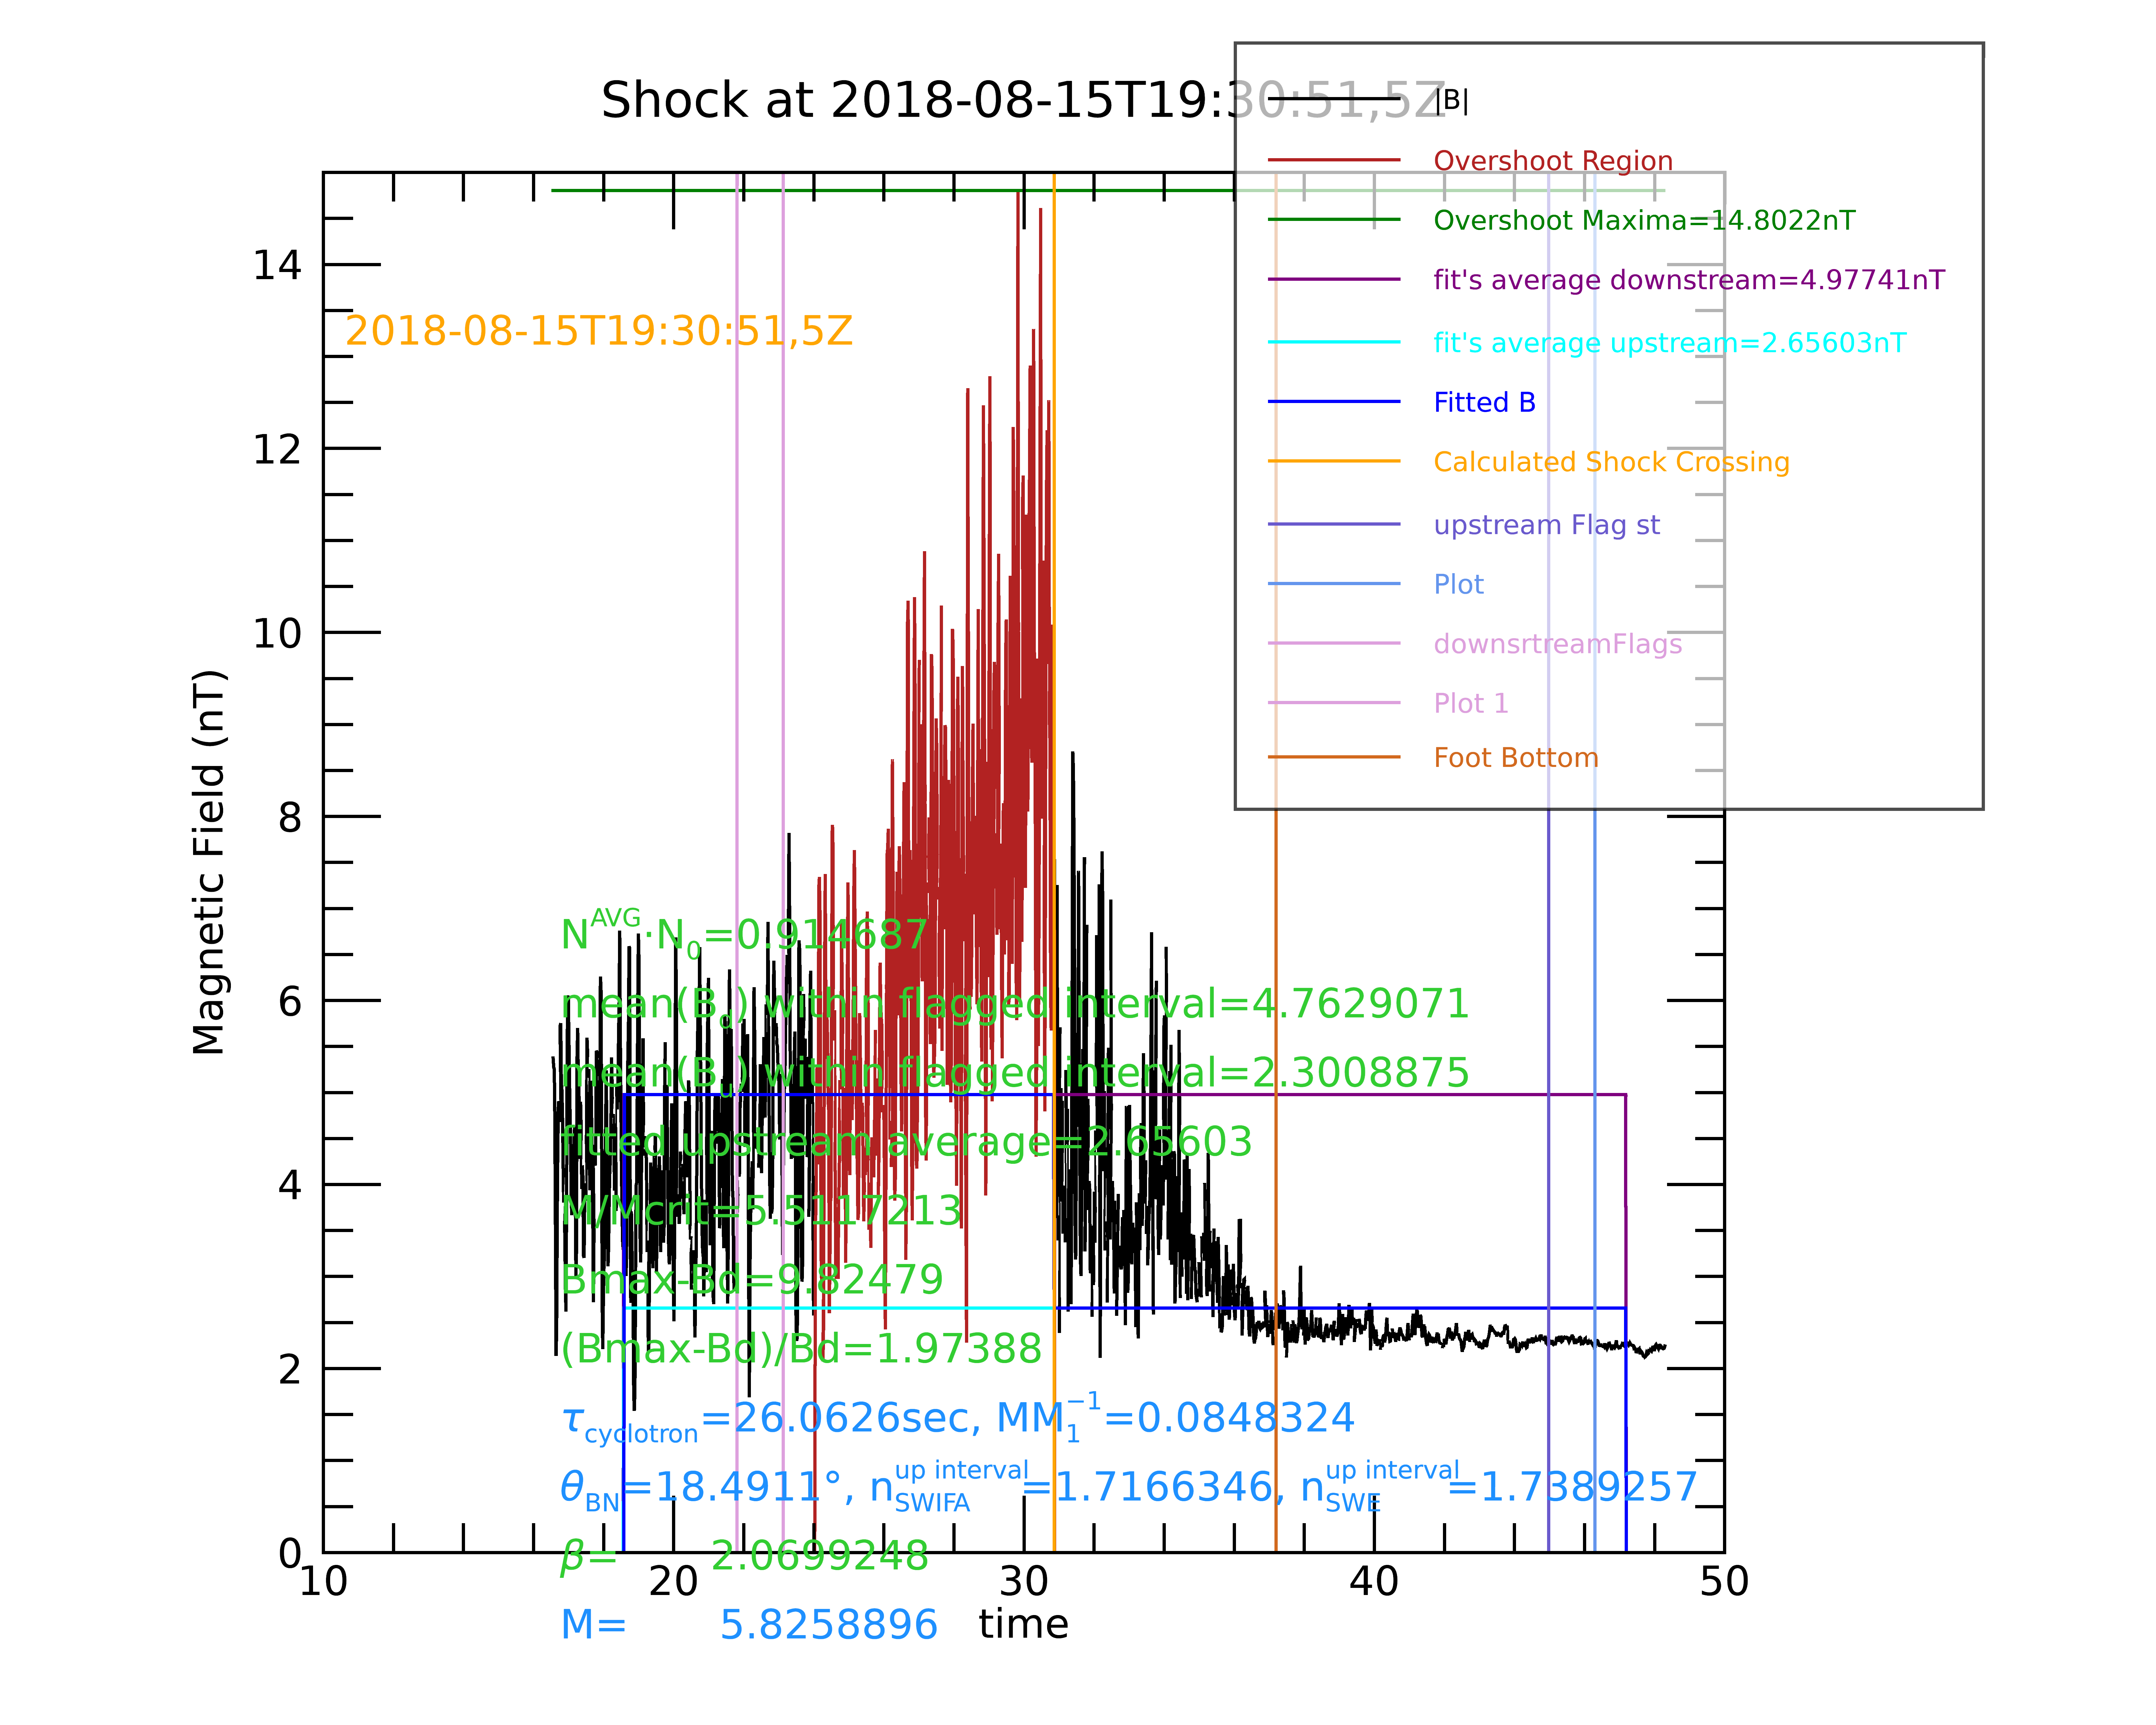 Shock at 2018-08-15T19:30:51,5Z
|B|
Overshoot Region
Overshoot Maxima=14.8022nT
fit's average downstream=4.97741nT
fit's average upstream=2.65603nT
Fitted B
Calculated Shock Crossing
upstream Flag st
Plot
downsrtreamFlags
Plot 1
Foot Bottom
2018-08-15T19:30:51,5Z
Magnetic Field (nT)
14
12
10
8
6
4
2
0
N^AVG·N_0=0.914687
mean(B_d) within flagged interval=4.7629071
mean(B_u) within flagged interval=2.3008875
fitted upstream average=2.65603
M/Mcrit=5.5117213
Bmax-Bd=9.82479
(Bmax-Bd)/Bd=1.97388
τ_cyclotron=26.0626sec, MM_1^−1=0.0848324
θ_BN=18.4911°, n_SWIFA^up interval=1.7166346, n_SWE^up interval=1.7389257
β= 2.0699248
M= 5.8258896
10 20 30 40 50
time